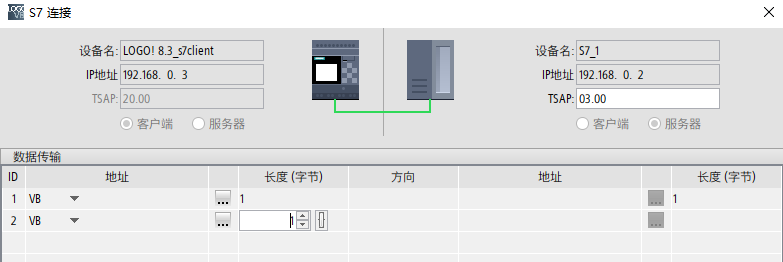 S7 连接
设备名: LOGO! 8.3_s7client
IP地址 192.168. 0. 3
TSAP: 20.00
客户端 服务器
设备名: S7_1
IP地址 192.168. 0. 2
TSAP: 03.00
客户端 服务器
数据传输
ID 地址 长度 (字节) 方向 地址 长度 (字节)
1 VB ... 1 ... 1
2 VB ... 1 ...